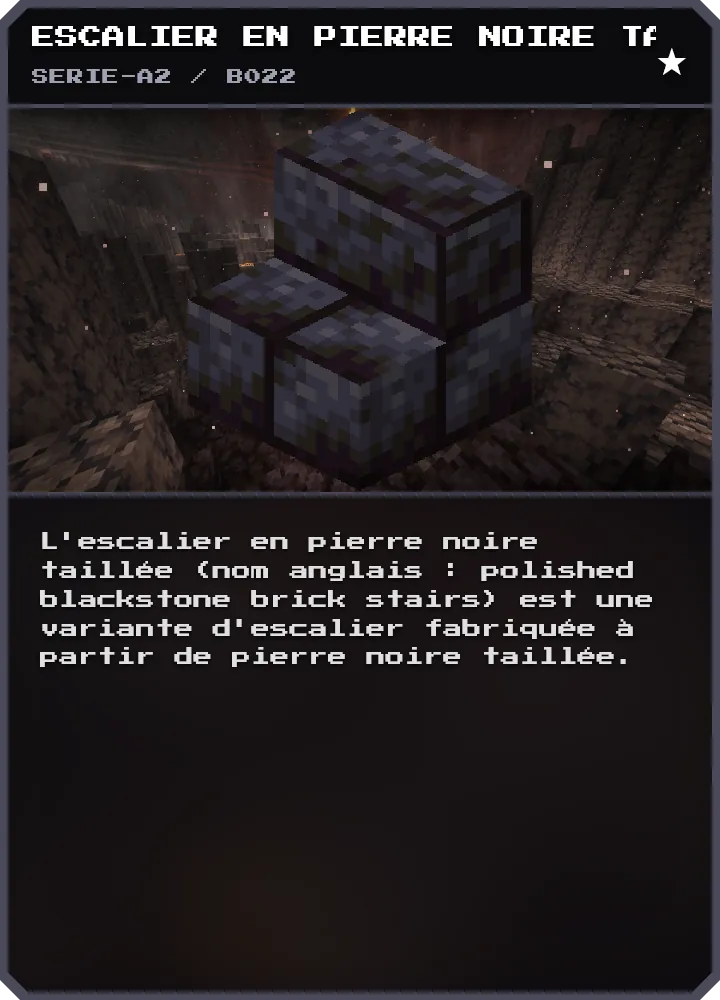 ESCALIER EN PIERRE NOIRE
SERIE-A2 / B022
L'escalier en pierre noire
taillée (nom anglais : polished
blackstone brick stairs) est une
variante d'escalier fabriquée à
partir de pierre noire taillée.